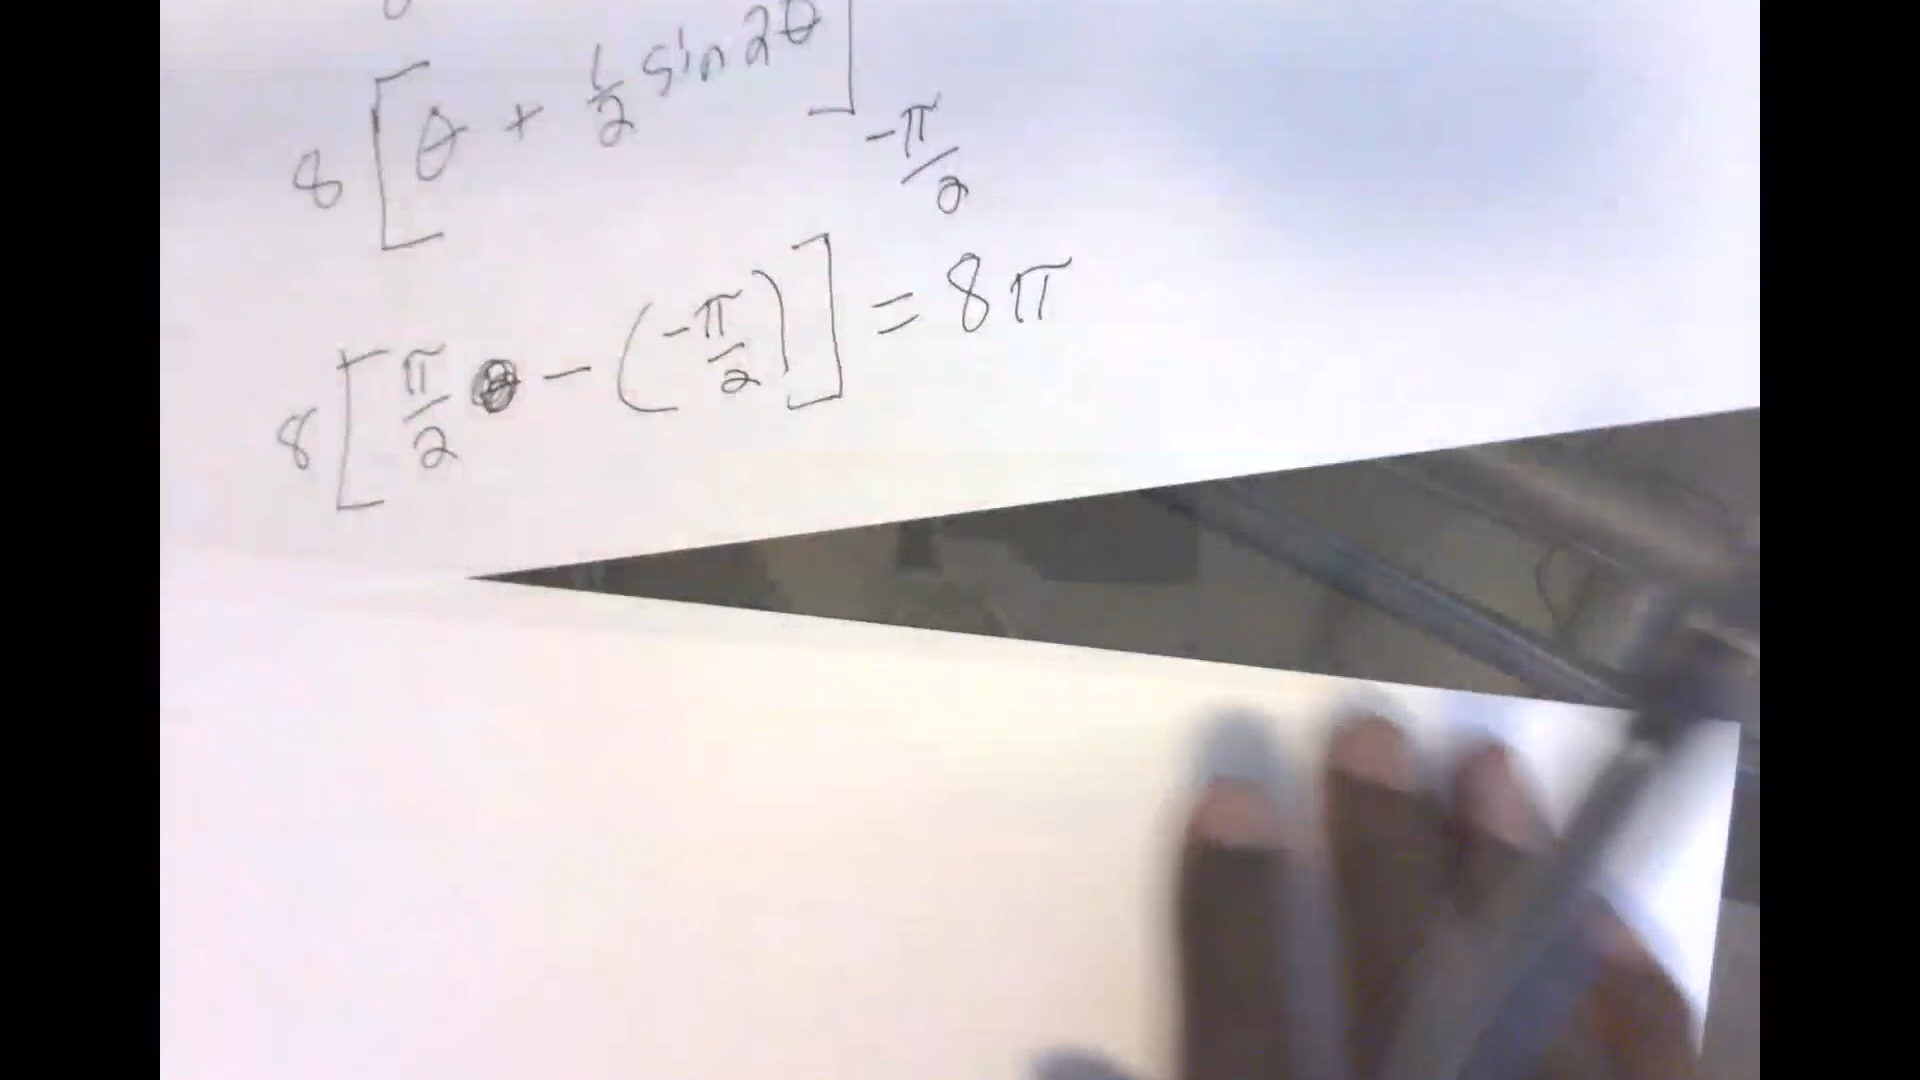 8 [θ + 1/2 sin 2θ] -π/2
8 [π/2 - (-π/2)] = 8π